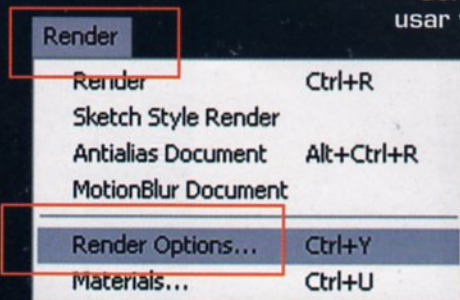 usar
Render
Render Ctrl+R
Sketch Style Render
Antialias Document Alt+Ctrl+R
MotionBlur Document
Render Options... Ctrl+Y
Materials... Ctrl+U